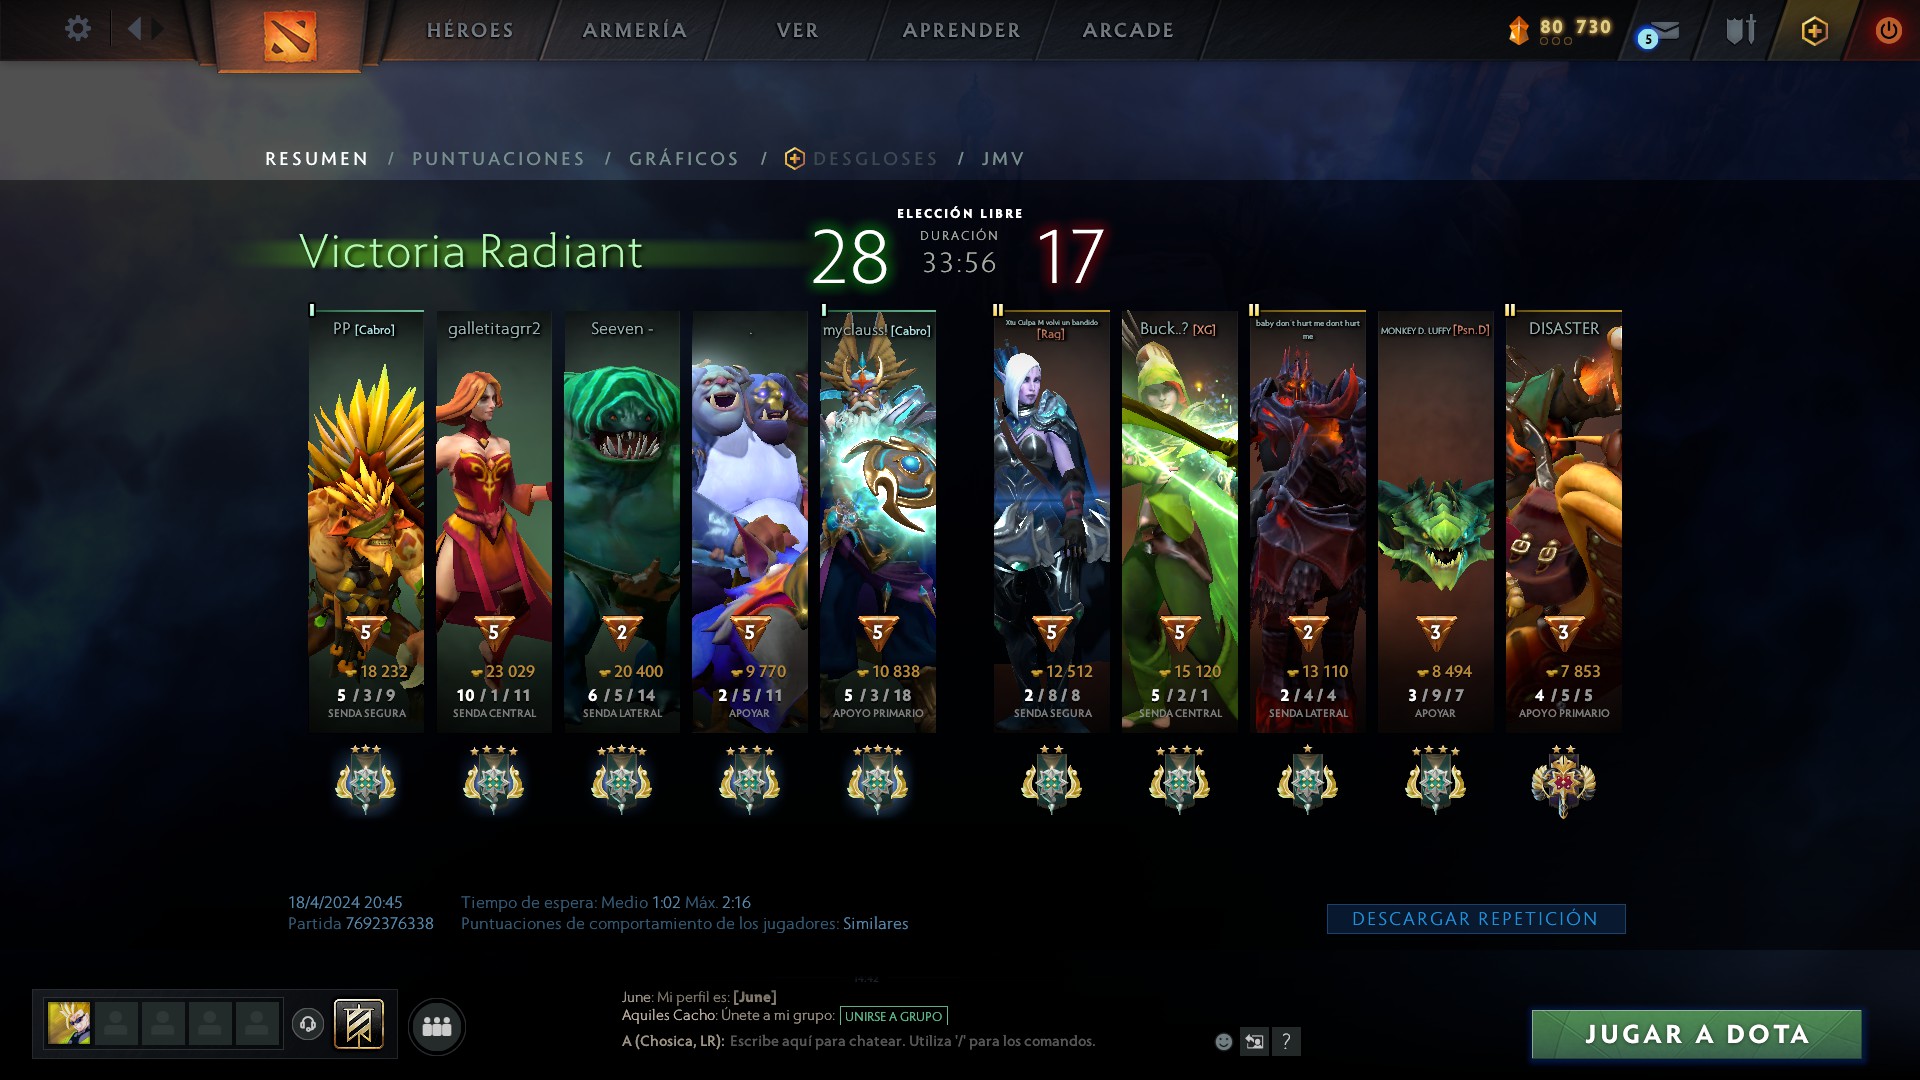 HÉROES
ARMERÍA
VER
APRENDER
ARCADE
80 730
5
RESUMEN / PUNTUACIONES / GRÁFICOS / DESGLOSES / JMV
ELECCIÓN LIBRE
Victoria Radiant
28
DURACIÓN
33:56
17
PP [Cabro]
5
18 232
5 / 3 / 9
SENDA SEGURA
galletitagrr2
5
23 029
10 / 1 / 11
SENDA CENTRAL
Seeven -
2
20 400
6 / 5 / 14
SENDA LATERAL
.
5
9 770
2 / 5 / 11
APOYAR
myclauss! [Cabro]
5
10 838
5 / 3 / 18
APOYO PRIMARIO
Xtu Culpa M volvi un bandido
[Rag]
5
12 512
2 / 8 / 8
SENDA SEGURA
Buck..? [XG]
5
15 120
5 / 2 / 1
SENDA CENTRAL
baby don't hurt me dont hurt
me
2
13 110
2 / 4 / 4
SENDA LATERAL
MONKEY D. LUFFY [Psn.D]
3
8 494
3 / 9 / 7
APOYAR
DISASTER
3
7 853
4 / 5 / 5
APOYO PRIMARIO
18/4/2024 20:45
Partida 7692376338
Tiempo de espera: Medio 1:02 Máx. 2:16
Puntuaciones de comportamiento de los jugadores: Similares
DESCARGAR REPETICIÓN
June: Mi perfil es: [June]
Aquiles Cacho: Únete a mi grupo: UNIRSE A GRUPO
A (Chosica, LR): Escribe aquí para chatear. Utiliza '/' para los comandos.
?
JUGAR A DOTA